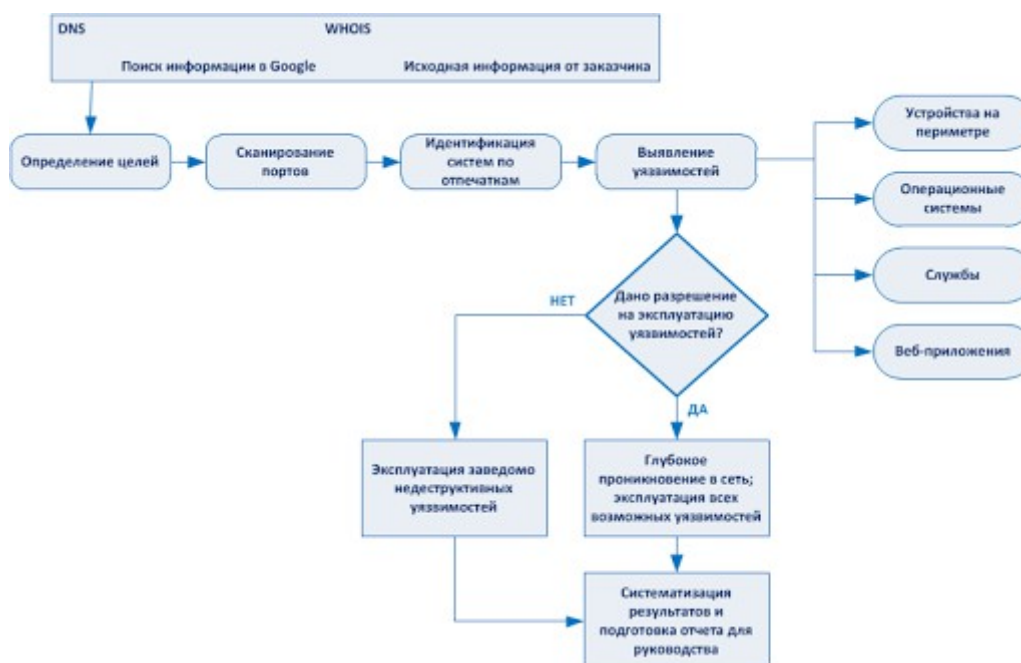 DNS
WHOIS
Поиск информации в Google
Исходная информация от заказчика
Определение целей
Сканирование
портов
Идентификация
систем по
отпечаткам
Выявление
уязвимостей
Устройства на
периметре
Операционные
системы
Службы
Веб-приложения
Дано разрешение
на эксплуатацию
уязвимостей?
НЕТ
ДА
Эксплуатация заведомо
недеструктивных
уязвимостей
Глубокое
проникновение в сеть;
эксплуатация всех
возможных уязвимостей
Систематизация
результатов и
подготовка отчета для
руководства